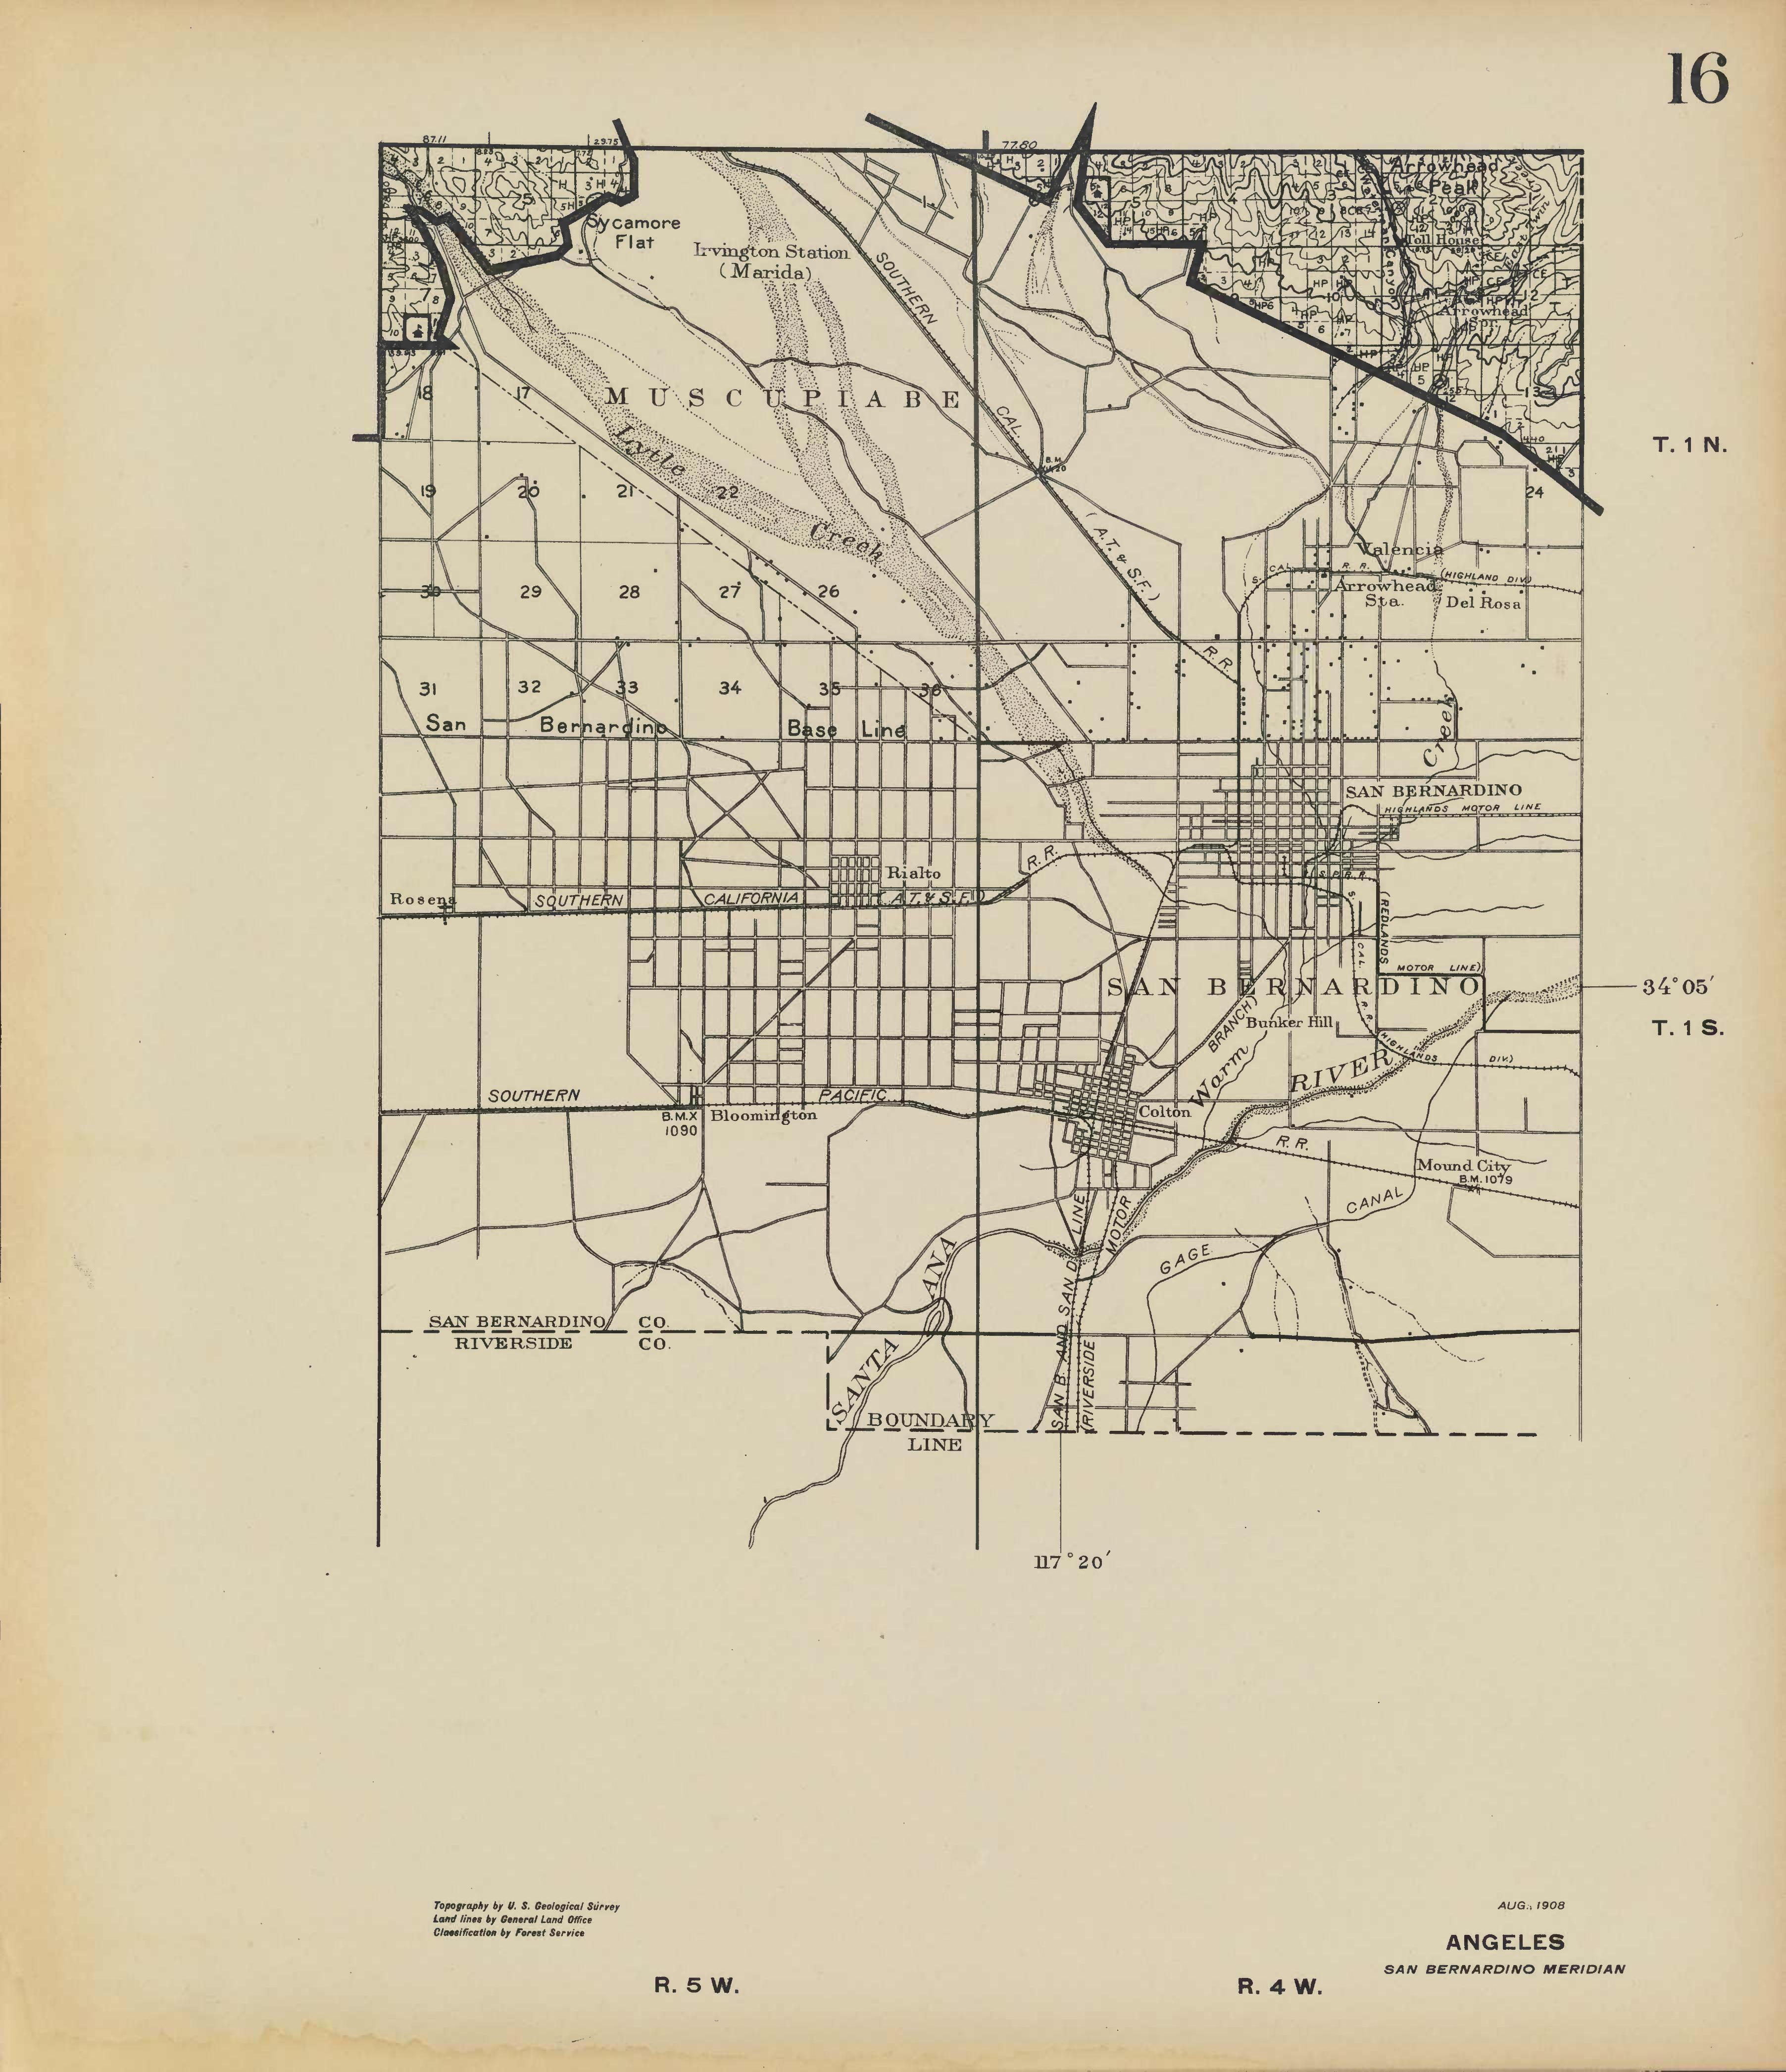 16
87.11
29.75
77.60
Arrowhead
Peak
Sycamore
Flat
Irvington Station
(Marida)
Toll House
Arrowhead
Spr.
SOUTHERN
CAL.
(A.T. & S.F.)
R. R.
MUSCUPIABE
Lytle
Creek
18
17
T. 1 N.
19
20
21
22
24
B.M.
30
29
28
27
26
Valencia
S. CAL. R. R. (HIGHLAND DIV.)
Arrowhead
Sta.
Del Rosa
31
32
33
34
35
36
San Bernardino Base Line
Creek
SAN BERNARDINO
HIGHLANDS MOTOR LINE
Rialto
R. R.
S. P. R. R.
Rosena
SOUTHERN CALIFORNIA (A.T. & S.F.)
(REDLANDS
MOTOR LINE)
S. CAL. R. R.
SAN BERNARDINO
34°05′
Bunker Hill
BRANCH)
T. 1 S.
(HIGHLANDS DIV.)
Warm
RIVER
SOUTHERN PACIFIC
B.M.X
1090
Bloomington
Colton
R. R.
Mound City
B.M. 1079
GAGE CANAL
SANTA ANA
SAN B. AND SAN D. LINE
(RIVERSIDE MOTOR
SAN BERNARDINO CO.
RIVERSIDE CO.
BOUNDARY
LINE
117°20′
Topography by U. S. Geological Survey
Land lines by General Land Office
Classification by Forest Service
AUG., 1908
ANGELES
SAN BERNARDINO MERIDIAN
R. 5 W.
R. 4 W.